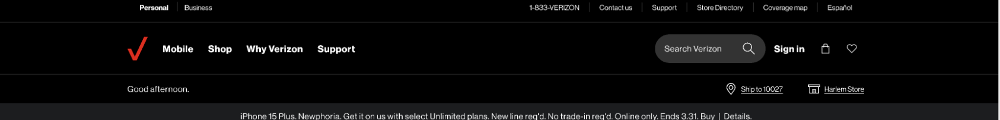 Personal Business 1-833-VERIZON Contact us Support Store Directory Coverage map Español
Mobile Shop Why Verizon Support Search Verizon Sign in
Good afternoon. Ship to 10027 Harlem Store
iPhone 15 Plus. Newphoria. Get it on us with select Unlimited plans. New line req'd. No trade-in req'd. Online only. Ends 3.31. Buy | Details.